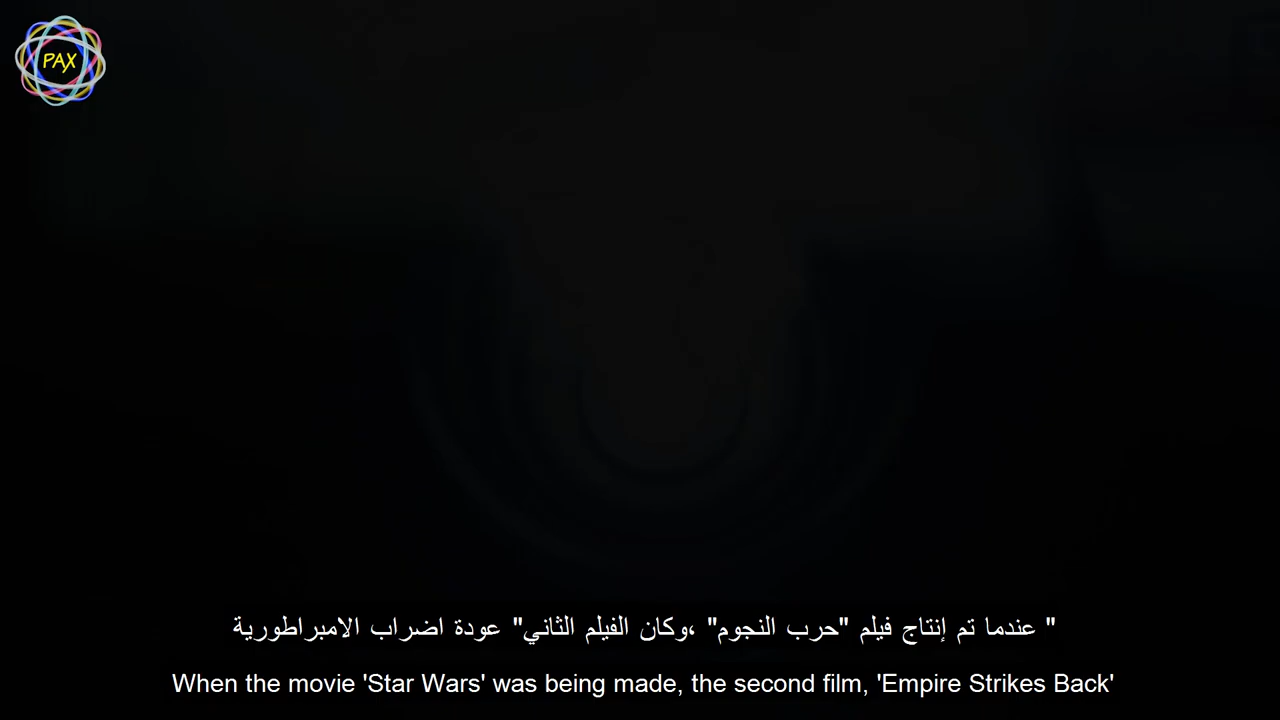 PAX
" عندما تم إنتاج فيلم "حرب النجوم" ،وكان الفيلم الثاني" عودة اضراب الامبراطورية
When the movie 'Star Wars' was being made, the second film, 'Empire Strikes Back'